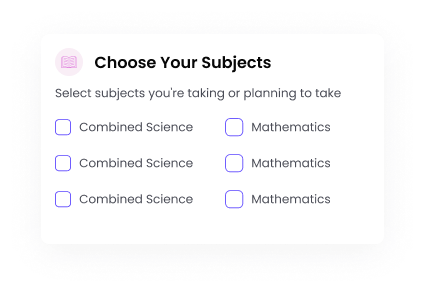 Choose Your Subjects
Select subjects you're taking or planning to take
Combined Science Mathematics
Combined Science Mathematics
Combined Science Mathematics